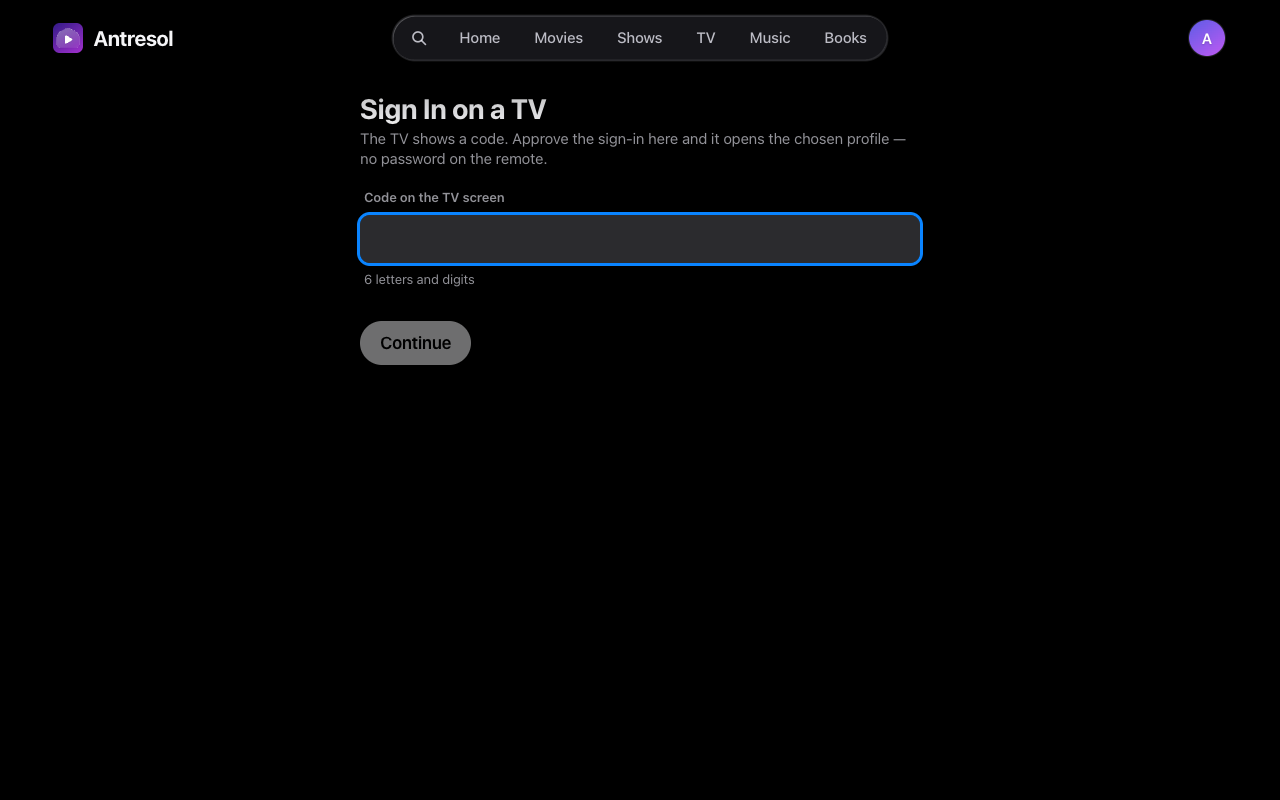 Antresol
Home
Movies
Shows
TV
Music
Books
A
Sign In on a TV
The TV shows a code. Approve the sign-in here and it opens the chosen profile —
no password on the remote.
Code on the TV screen
6 letters and digits
Continue